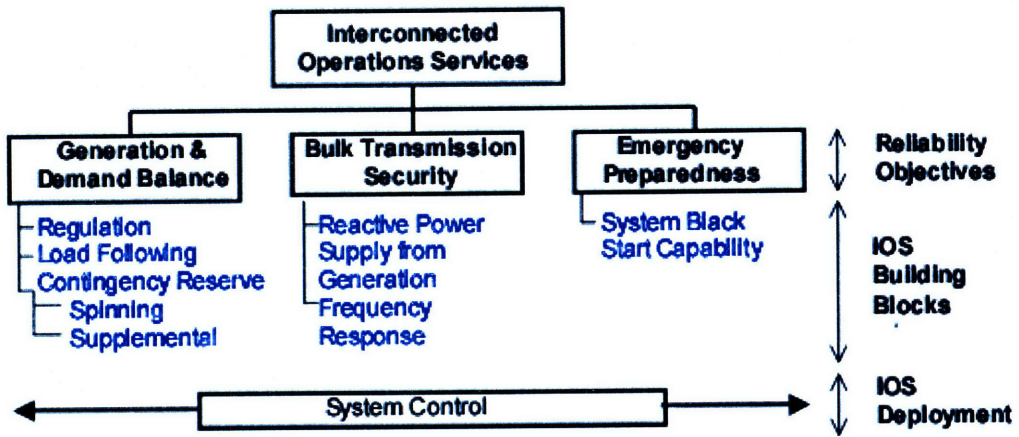 Interconnected
Operations Services
Generation &
Demand Balance
Bulk Transmission
Security
Emergency
Preparedness
Reliability
Objectives
Regulation
Load Following
Contingency Reserve
Spinning
Supplemental
Reactive Power
Supply from
Generation
Frequency
Response
System Black
Start Capability
IOS
Building
Blocks
System Control
IOS
Deployment